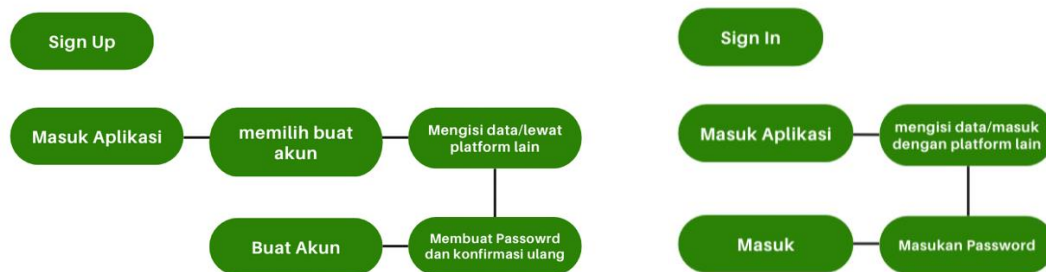 Sign Up
Masuk Aplikasi
memilih buat
akun
Mengisi data/lewat
platform lain
Buat Akun
Membuat Passowrd
dan konfirmasi ulang
Sign In
Masuk Aplikasi
mengisi data/masuk
dengan platform lain
Masuk
Masukan Password